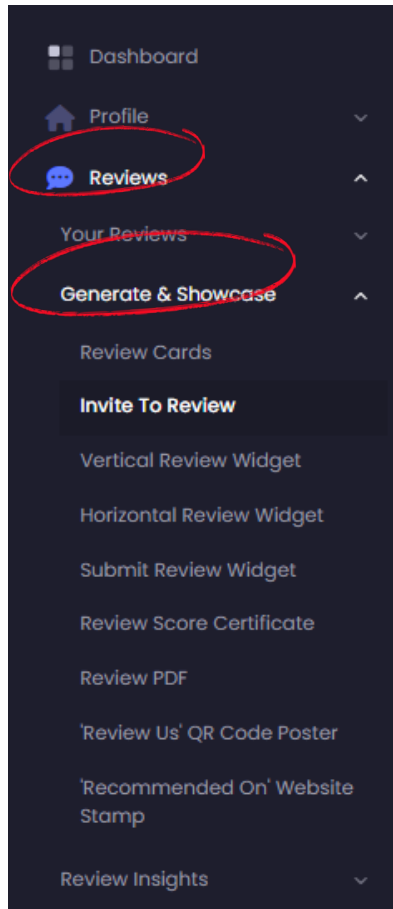 Dashboard
Profile
Reviews
Your Reviews
Generate & Showcase
Review Cards
Invite To Review
Vertical Review Widget
Horizontal Review Widget
Submit Review Widget
Review Score Certificate
Review PDF
'Review Us' QR Code Poster
'Recommended On' Website
Stamp
Review Insights